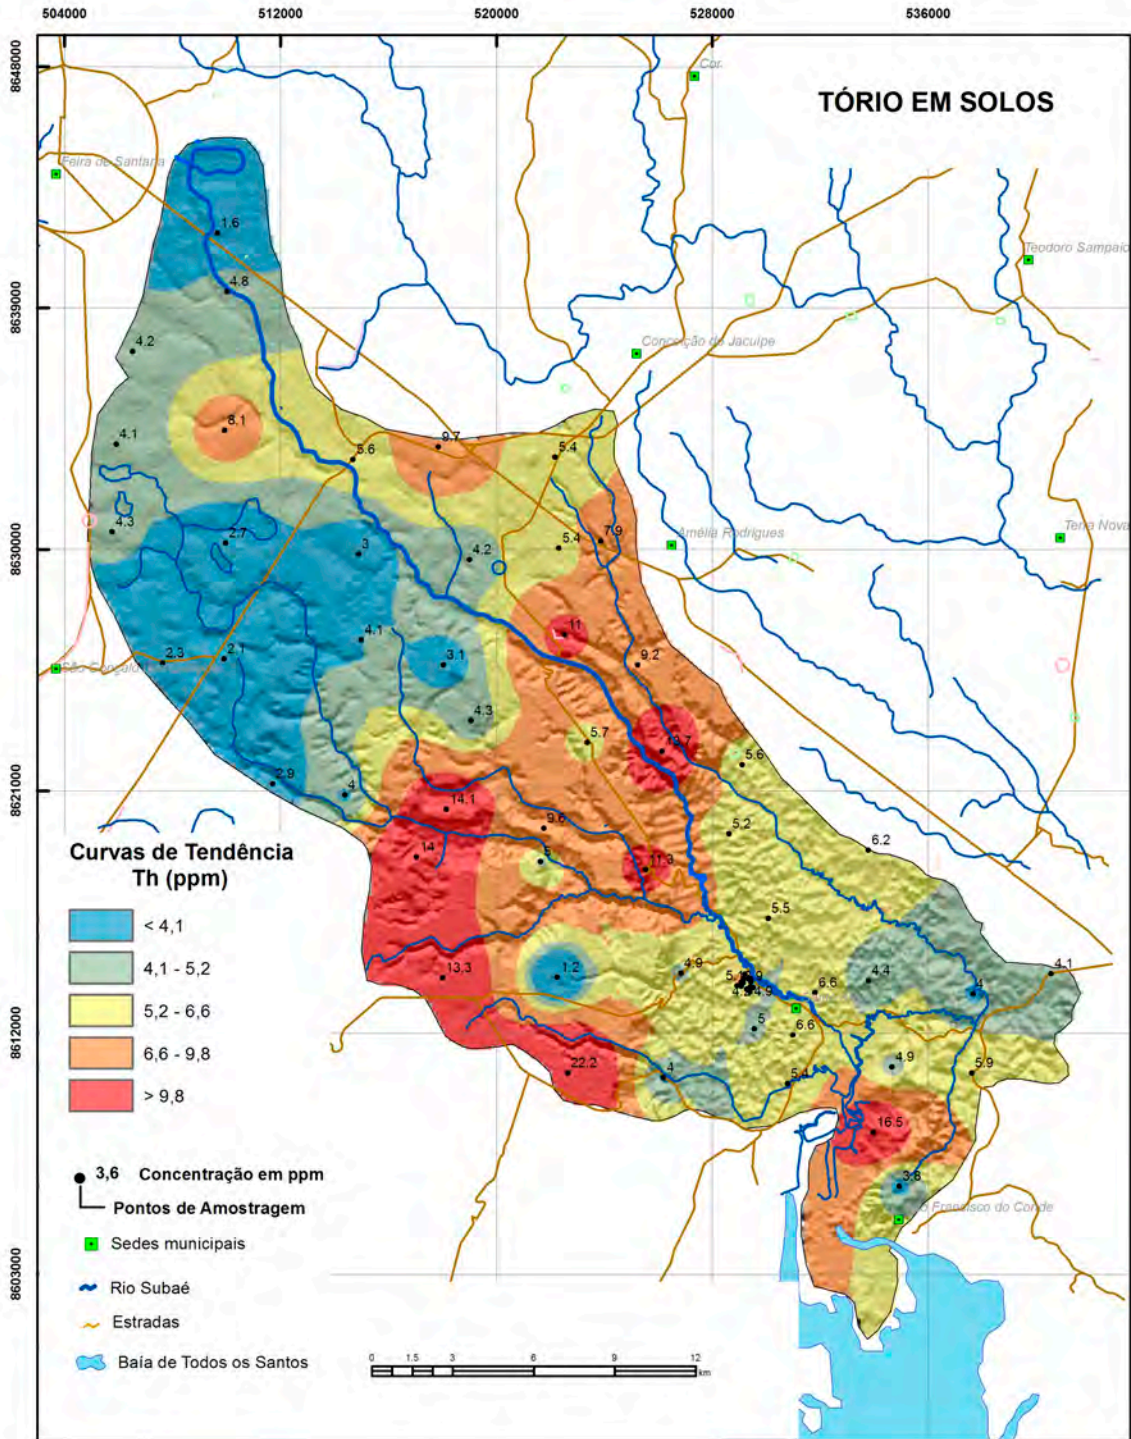 504000
512000
520000
528000
536000
8648000
Cor.
TÓRIO EM SOLOS
Feira de Santana
1.6
Teodoro Sampaio
4.8
8639000
4.2
Conceição do Jacuípe
8.1
4.1
5.6
9.7
5.4
4.3
2.7
3
4.2
5.4
7.9
Amélia Rodrigues
Terra Nova
8630000
11
4.1
2.3
2.1
3.1
9.2
São Gonçalo
4.3
5.7
13.7
5.6
2.9
4
8621000
14.1
9.6
5.2
6.2
14
5
11.3
Curvas de Tendência
Th (ppm)
< 4,1
4,1 - 5,2
5,2 - 6,6
6,6 - 9,8
> 9,8
5.5
13.3
1.2
4.9
4.9
6.6
4.4
4
4.1
5
6.6
8612000
22.2
4
5.4
4.9
5.9
16.5
3.8
Francisco do Conde
3,6 Concentração em ppm
Pontos de Amostragem
Sedes municipais
8603000
Rio Subaé
Estradas
Baía de Todos os Santos
0 1.5 3 6 9 12
km